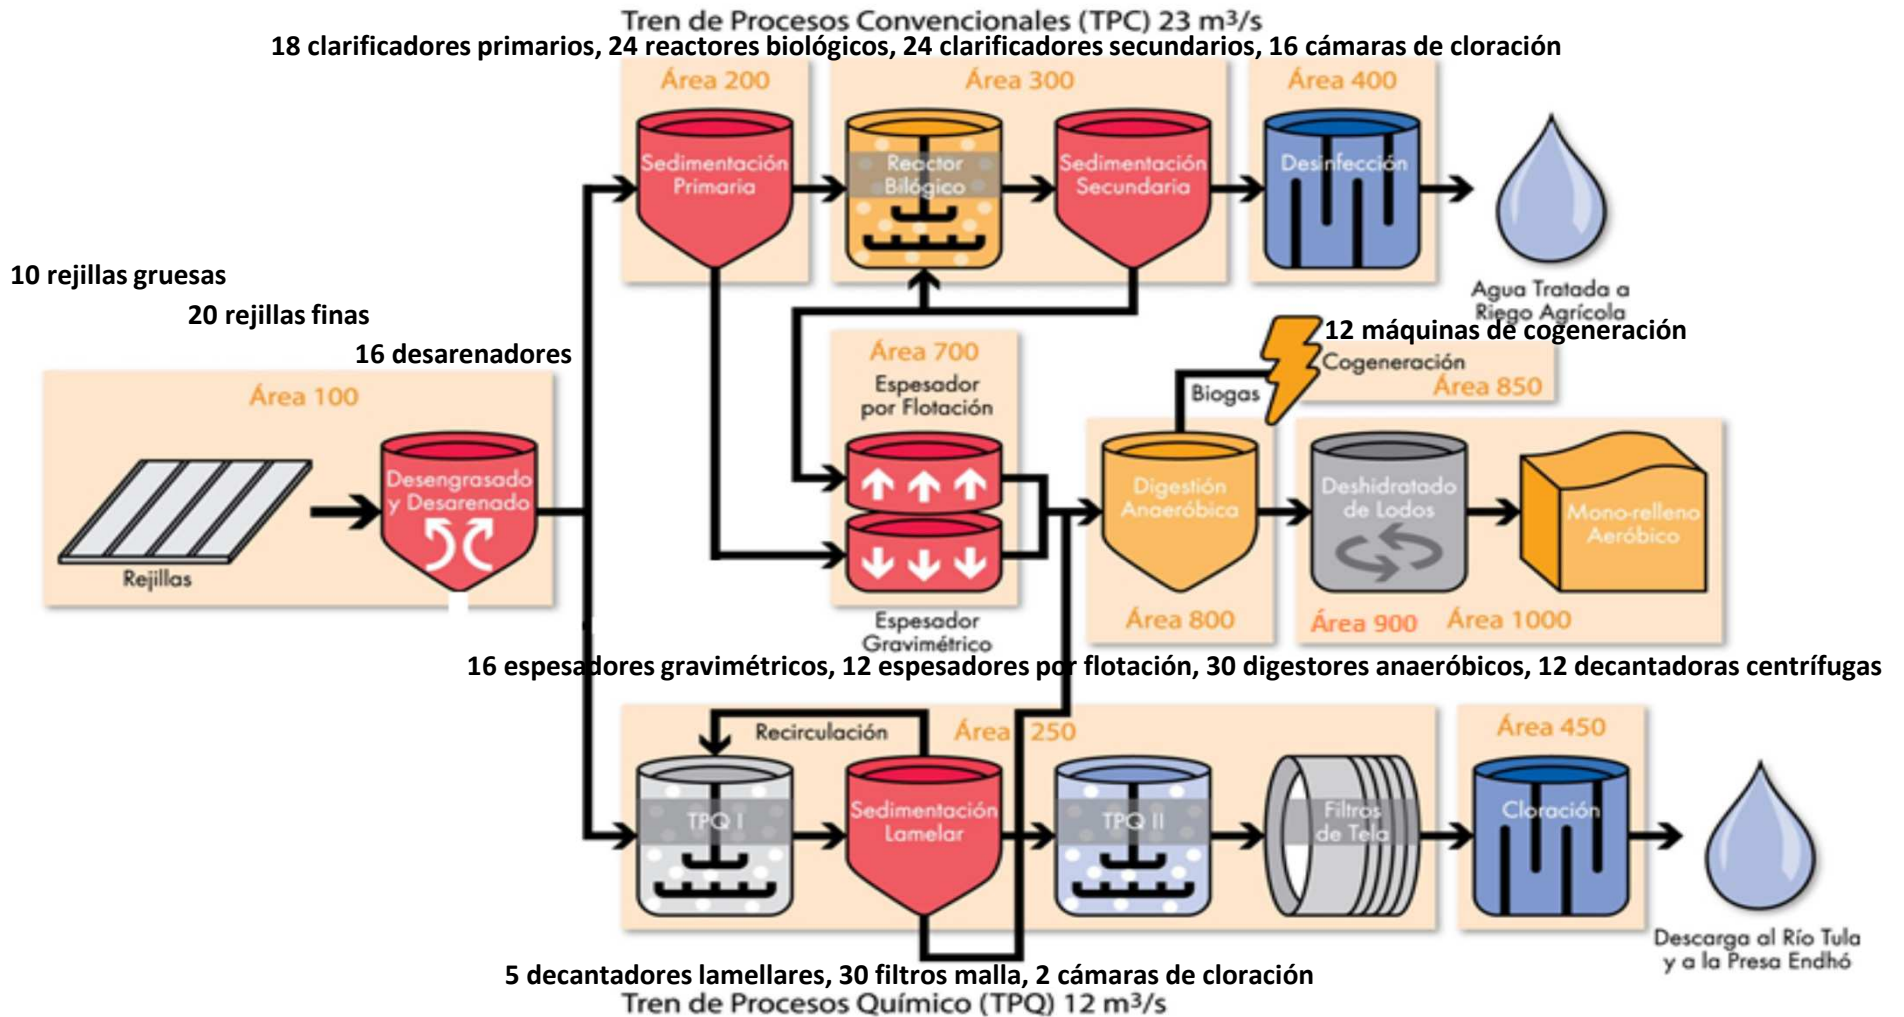 Tren de Procesos Convencionales (TPC) 23 m³/s
18 clarificadores primarios, 24 reactores biológicos, 24 clarificadores secundarios, 16 cámaras de cloración
Área 200
Área 300
Área 400
Sedimentación
Primaria
Reactor
Bilógico
Sedimentación
Secundaria
Desinfección
Agua Tratada a
Riego Agrícola
10 rejillas gruesas
20 rejillas finas
16 desarenadores
Área 100
Rejillas
Desengrasado
y Desarenado
Área 700
Espesador
por Flotación
Espesador
Gravimétrico
12 máquinas de cogeneración
Cogeneración
Área 850
Biogas
Digestión
Anaeróbica
Área 800
Deshidratado
de Lodos
Mono-relleno
Aeróbico
Área 900
Área 1000
16 espesadores gravimétricos, 12 espesadores por flotación, 30 digestores anaeróbicos, 12 decantadoras centrífugas
Recirculación
Área 250
Área 450
TPQ I
Sedimentación
Lamelar
TPQ II
Filtros
de Tela
Cloración
Descarga al Río Tula
y a la Presa Endhó
5 decantadores lamellares, 30 filtros malla, 2 cámaras de cloración
Tren de Procesos Químico (TPQ) 12 m³/s